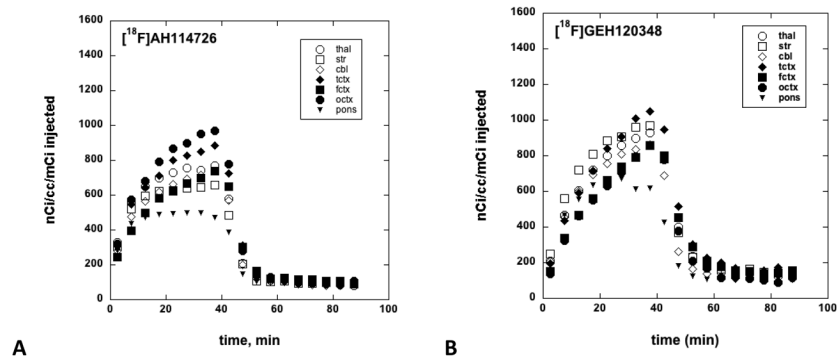 [¹⁸F]AH114726
thal
str
cbl
tctx
fctx
octx
pons
nCi/cc/mCi injected
1600
1400
1200
1000
800
600
400
200
0
0 20 40 60 80 100
time, min
A
[¹⁸F]GEH120348
thal
str
cbl
tctx
fctx
octx
pons
nCi/cc/mCi injected
1600
1400
1200
1000
800
600
400
200
0
0 20 40 60 80 100
time (min)
B